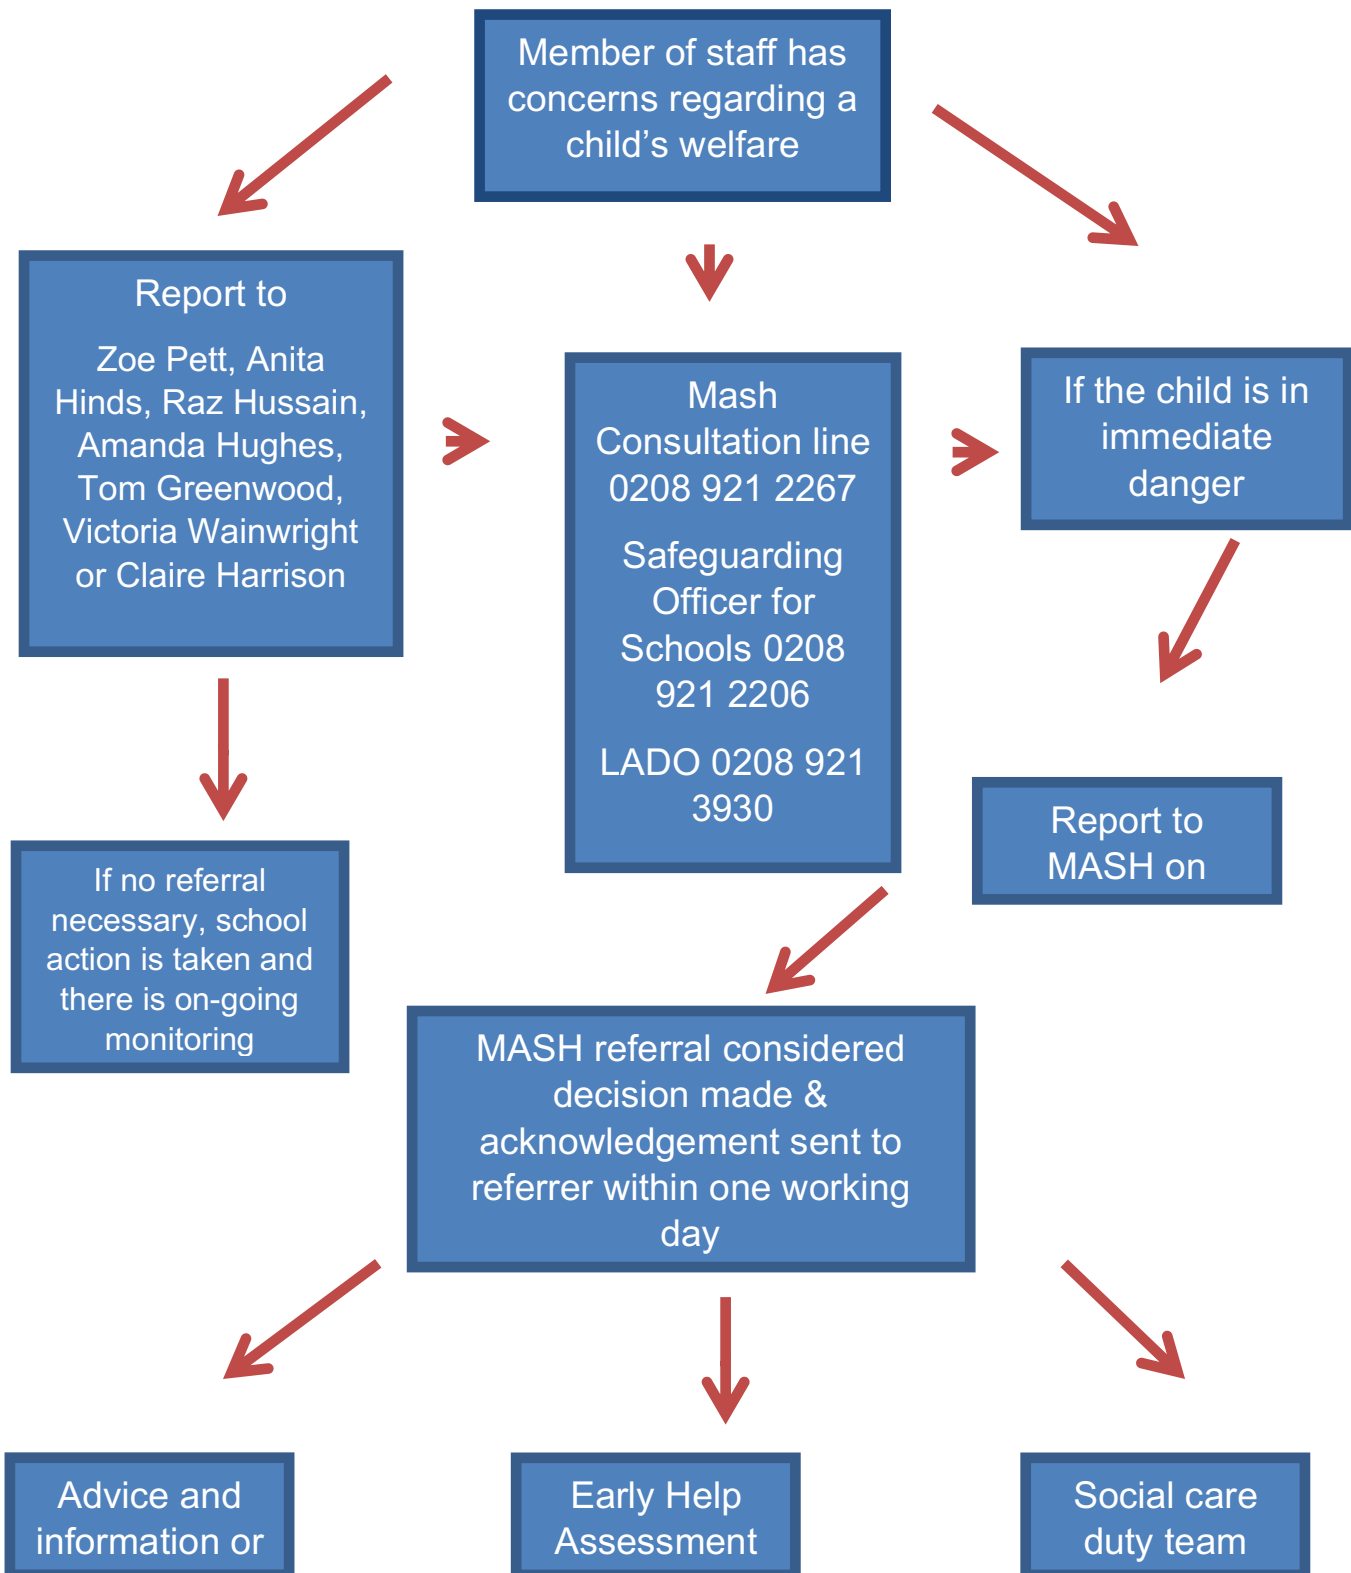 Member of staff has
concerns regarding a
child’s welfare
Report to
Zoe Pett, Anita
Hinds, Raz Hussain,
Amanda Hughes,
Tom Greenwood,
Victoria Wainwright
or Claire Harrison
Mash
Consultation line
0208 921 2267
Safeguarding
Officer for
Schools 0208
921 2206
LADO 0208 921
3930
If the child is in
immediate
danger
Report to
MASH on
If no referral
necessary, school
action is taken and
there is on-going
monitoring
MASH referral considered
decision made &
acknowledgement sent to
referrer within one working
day
Advice and
information or
Early Help
Assessment
Social care
duty team